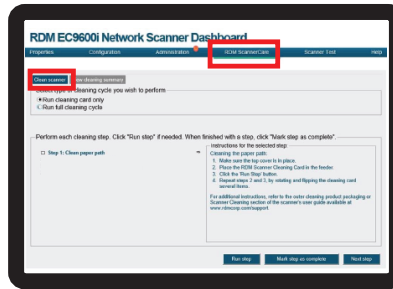 RDM EC9600i Network Scanner Dashboard
Properties Configuration Administration RDM ScannerCare Scanner Test Help
Clean scanner View cleaning summary
Select type of cleaning cycle you wish to perform
Run cleaning card only
Run full cleaning cycle
Perform each cleaning step. Click "Run step" if needed. When finished with a step, click "Mark step as complete".
Instructions for the selected step:
Step 1: Clean paper path
Cleaning the paper path:
1. Make sure the top cover is in place.
2. Place the RDM Scanner Cleaning Card in the feeder.
3. Click the 'Run Step' button.
4. Repeat steps 2 and 3, by rotating and flipping the cleaning card
several times.
For additional instructions, refer to the outer cleaning product packaging or
Scanner Cleaning section of the scanner's user guide available at
www.rdmcorp.com/support
Run step Mark step as complete Next step